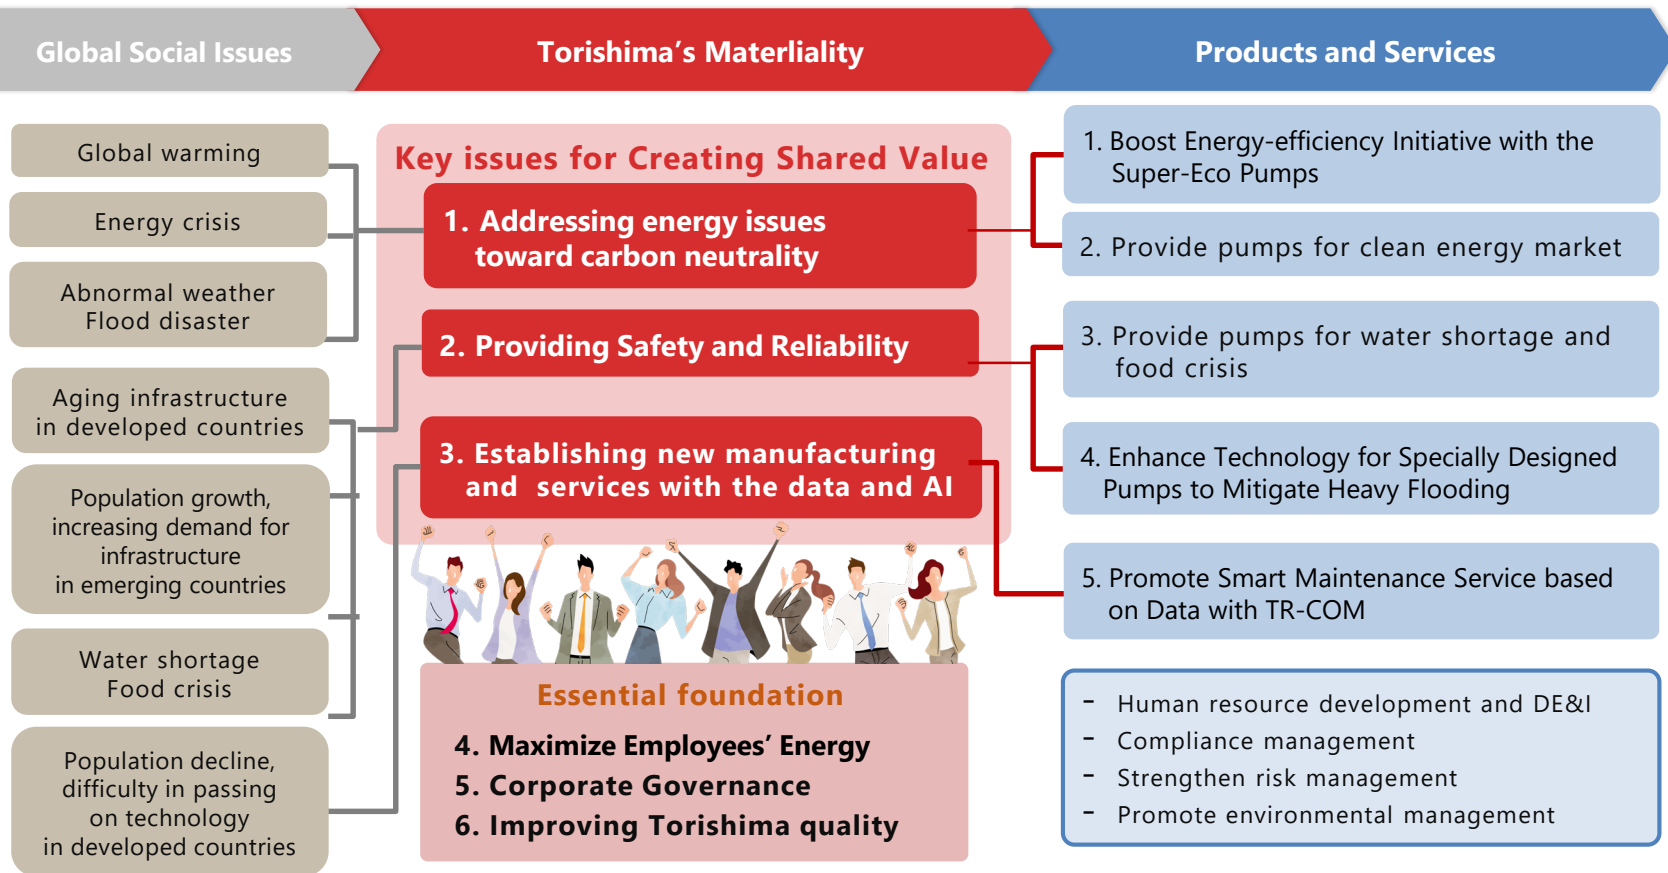 Global Social Issues
Torishima's Materliality
Products and Services
Global warming
Energy crisis
Abnormal weather
Flood disaster
Aging infrastructure
in developed countries
Population growth,
increasing demand for
infrastructure
in emerging countries
Water shortage
Food crisis
Population decline,
difficulty in passing
on technology
in developed countries
Key issues for Creating Shared Value
1. Addressing energy issues
toward carbon neutrality
2. Providing Safety and Reliability
3. Establishing new manufacturing
and services with the data and AI
Essential foundation
4. Maximize Employees' Energy
5. Corporate Governance
6. Improving Torishima quality
1. Boost Energy-efficiency Initiative with the
Super-Eco Pumps
2. Provide pumps for clean energy market
3. Provide pumps for water shortage and
food crisis
4. Enhance Technology for Specially Designed
Pumps to Mitigate Heavy Flooding
5. Promote Smart Maintenance Service based
on Data with TR-COM
- Human resource development and DE&I
- Compliance management
- Strengthen risk management
- Promote environmental management